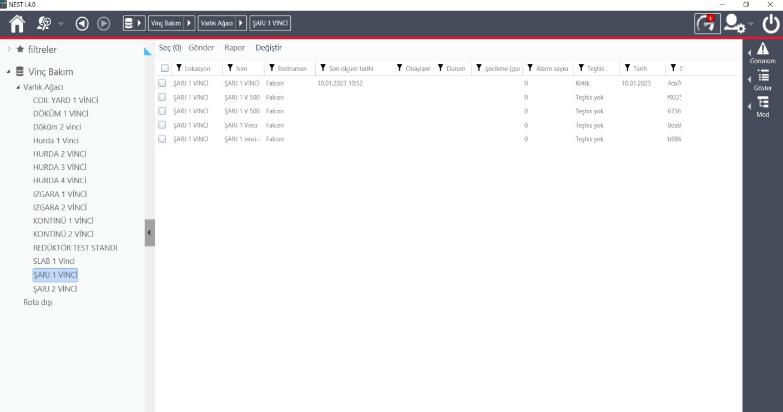 NEST i.4.0
Vinç Bakım
Varlık Ağacı
ŞARJ 1 VİNCİ
filtreler
Vinç Bakım
Varlık Ağacı
COIL YARD 1 VİNCİ
DÖKÜM 1 VİNCİ
Döküm 2 vinci
Hurda 1 Vinci
HURDA 2 VİNCİ
HURDA 3 VİNCİ
HURDA 4 VİNCİ
IZGARA 1 VİNCİ
IZGARA 2 VİNCİ
KONTİNÜ 1 VİNCİ
KONTİNÜ 2 VİNCİ
REDÜKTÖR TEST STANDI
SLAB 1 Vinci
ŞARJ 1 VİNCİ
ŞARJ 2 VİNCİ
Rota dışı
Seç (0) Gönder Rapor Değiştir
Lokasyon İsim Enstruman Son ölçüm tarihi Onaylanr Durum gecikme (gür Alarm sayısı Teşhis Tarih
ŞARJ 1 VİNCİ ŞARJ 1 VİNCİ Falcon 10.01.2023 10:52 0 Kritik 10.01.2023
ŞARJ 1 VİNCİ ŞARJ 1 V 500 Falcon 0 Teşhis yok
ŞARJ 1 VİNCİ ŞARJ 1 V 500 Falcon 0 Teşhis yok 6756
ŞARJ 1 VİNCİ ŞARJ 1 Vinci - Falcon 0 Teşhis yok 0de8
ŞARJ 1 VİNCİ ŞARJ 1 vinci - Falcon 0 Teşhis yok b986
Görünüm
Göster
Mod